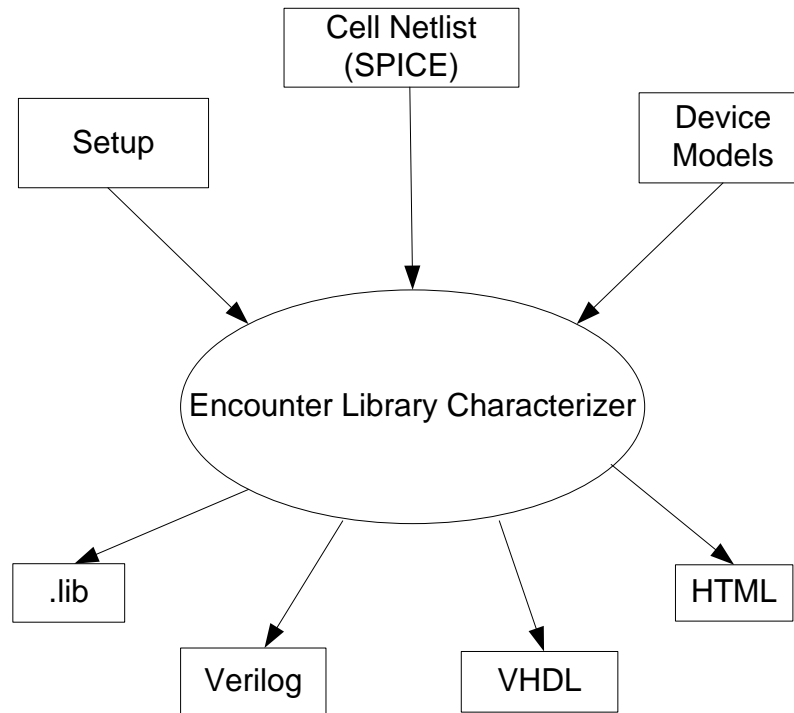 Cell Netlist
(SPICE)
Setup
Device
Models
Encounter Library Characterizer
.lib
HTML
Verilog
VHDL